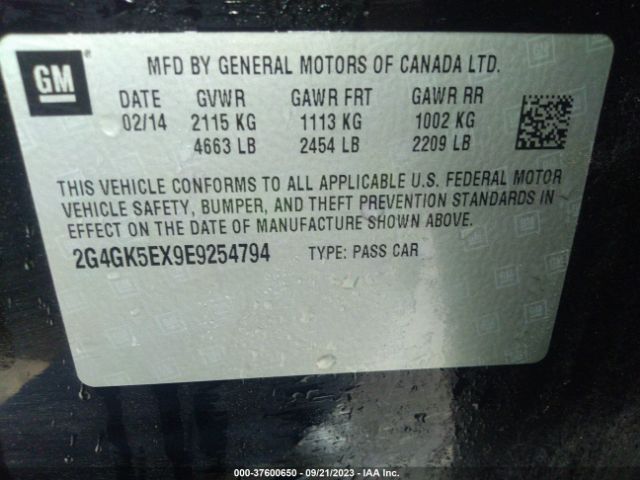 GM
MFD BY GENERAL MOTORS OF CANADA LTD.
DATE GVWR GAWR FRT GAWR RR
02/14 2115 KG 1113 KG 1002 KG
4663 LB 2454 LB 2209 LB
THIS VEHICLE CONFORMS TO ALL APPLICABLE U.S. FEDERAL MOTOR
VEHICLE SAFETY, BUMPER, AND THEFT PREVENTION STANDARDS IN
EFFECT ON THE DATE OF MANUFACTURE SHOWN ABOVE.
2G4GK5EX9E9254794 TYPE: PASS CAR
000-37600650 - 09/21/2023 - IAA Inc.